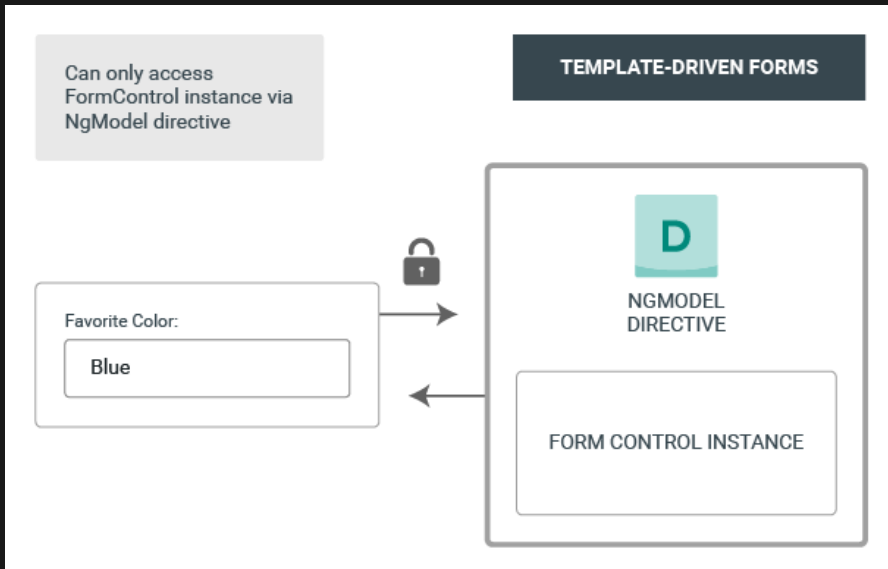 Can only access
FormControl instance via
NgModel directive
TEMPLATE-DRIVEN FORMS
D
NGMODEL
DIRECTIVE
Favorite Color:
Blue
FORM CONTROL INSTANCE